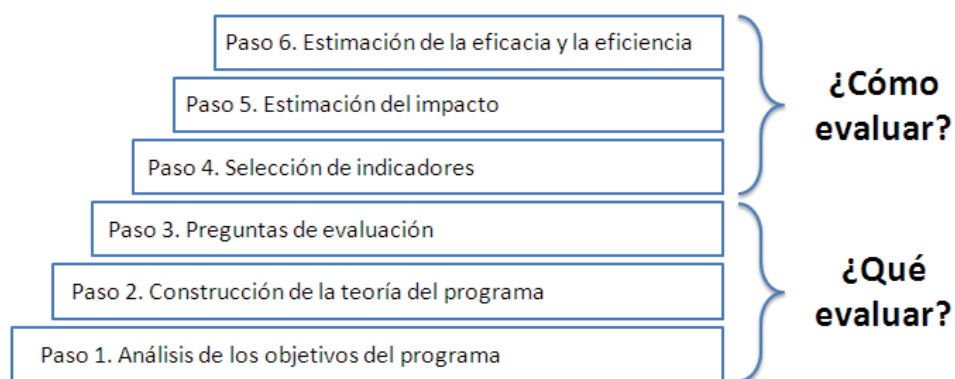 Paso 6. Estimación de la eficacia y la eficiencia
Paso 5. Estimación del impacto
Paso 4. Selección de indicadores
¿Cómo
evaluar?
Paso 3. Preguntas de evaluación
Paso 2. Construcción de la teoría del programa
Paso 1. Análisis de los objetivos del programa
¿Qué
evaluar?